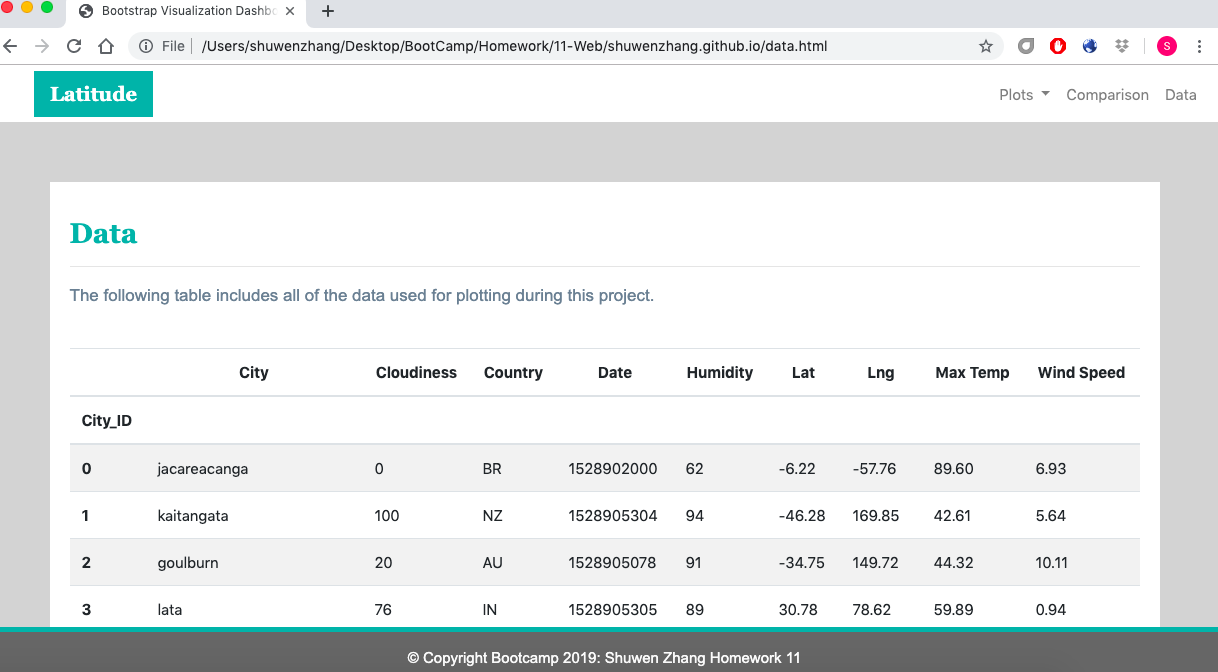 Bootstrap Visualization Dashbo
File /Users/shuwenzhang/Desktop/BootCamp/Homework/11-Web/shuwenzhang.github.io/data.html
S
Latitude
Plots Comparison Data
Data
The following table includes all of the data used for plotting during this project.
City Cloudiness Country Date Humidity Lat Lng Max Temp Wind Speed
City_ID
0 jacareacanga 0 BR 1528902000 62 -6.22 -57.76 89.60 6.93
1 kaitangata 100 NZ 1528905304 94 -46.28 169.85 42.61 5.64
2 goulburn 20 AU 1528905078 91 -34.75 149.72 44.32 10.11
3 lata 76 IN 1528905305 89 30.78 78.62 59.89 0.94
© Copyright Bootcamp 2019: Shuwen Zhang Homework 11